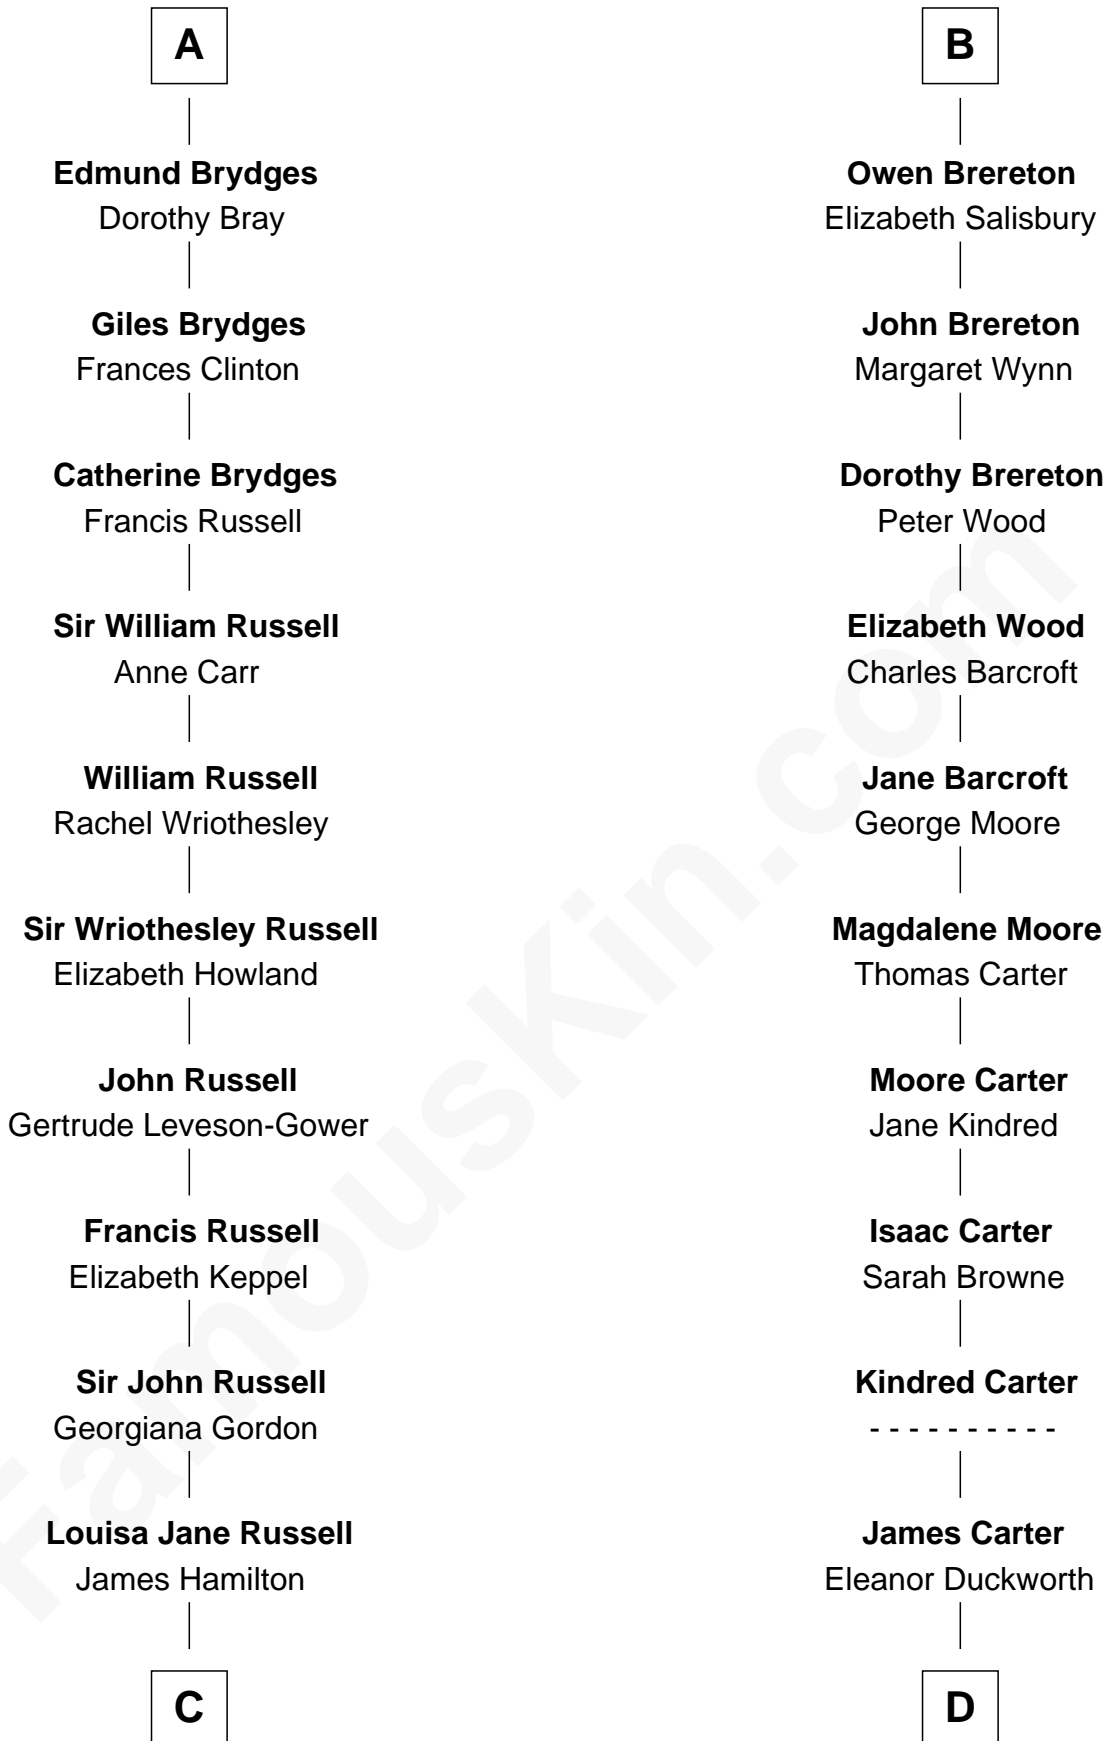 A
Edmund Brydges
Dorothy Bray
Giles Brydges
Frances Clinton
Catherine Brydges
Francis Russell
Sir William Russell
Anne Carr
William Russell
Rachel Wriothesley
Sir Wriothesley Russell
Elizabeth Howland
John Russell
Gertrude Leveson-Gower
Francis Russell
Elizabeth Keppel
Sir John Russell
Georgiana Gordon
Louisa Jane Russell
James Hamilton
C
B
Owen Brereton
Elizabeth Salisbury
John Brereton
Margaret Wynn
Dorothy Brereton
Peter Wood
Elizabeth Wood
Charles Barcroft
Jane Barcroft
George Moore
Magdalene Moore
Thomas Carter
Moore Carter
Jane Kindred
Isaac Carter
Sarah Browne
Kindred Carter
- - - - - - - - - -
James Carter
Eleanor Duckworth
D
FamousKin.com